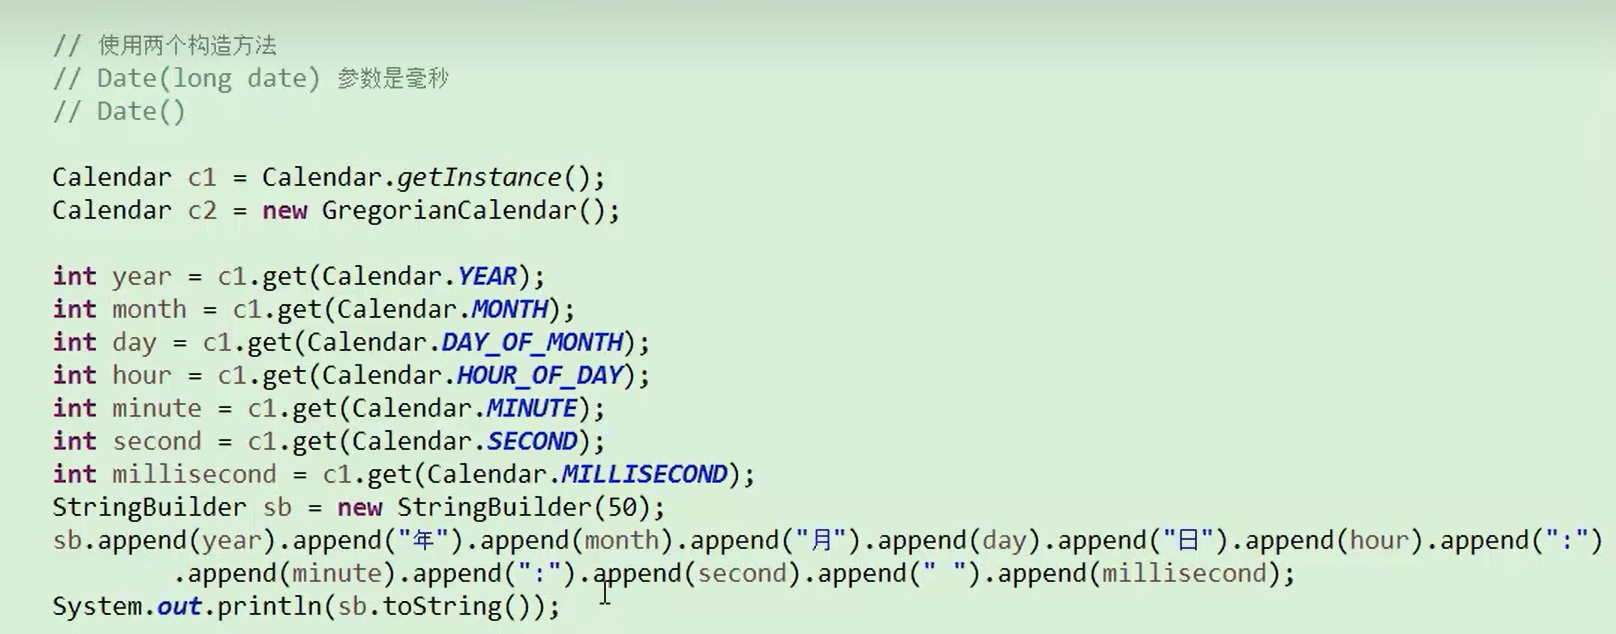 // 使用两个构造方法
// Date(long date) 参数是毫秒
// Date()
Calendar c1 = Calendar.getInstance();
Calendar c2 = new GregorianCalendar();
int year = c1.get(Calendar.YEAR);
int month = c1.get(Calendar.MONTH);
int day = c1.get(Calendar.DAY_OF_MONTH);
int hour = c1.get(Calendar.HOUR_OF_DAY);
int minute = c1.get(Calendar.MINUTE);
int second = c1.get(Calendar.SECOND);
int millisecond = c1.get(Calendar.MILLISECOND);
StringBuilder sb = new StringBuilder(50);
sb.append(year).append("年").append(month).append("月").append(day).append("日").append(hour).append(":")
.append(minute).append(":").append(second).append(" ").append(millisecond);
System.out.println(sb.toString());